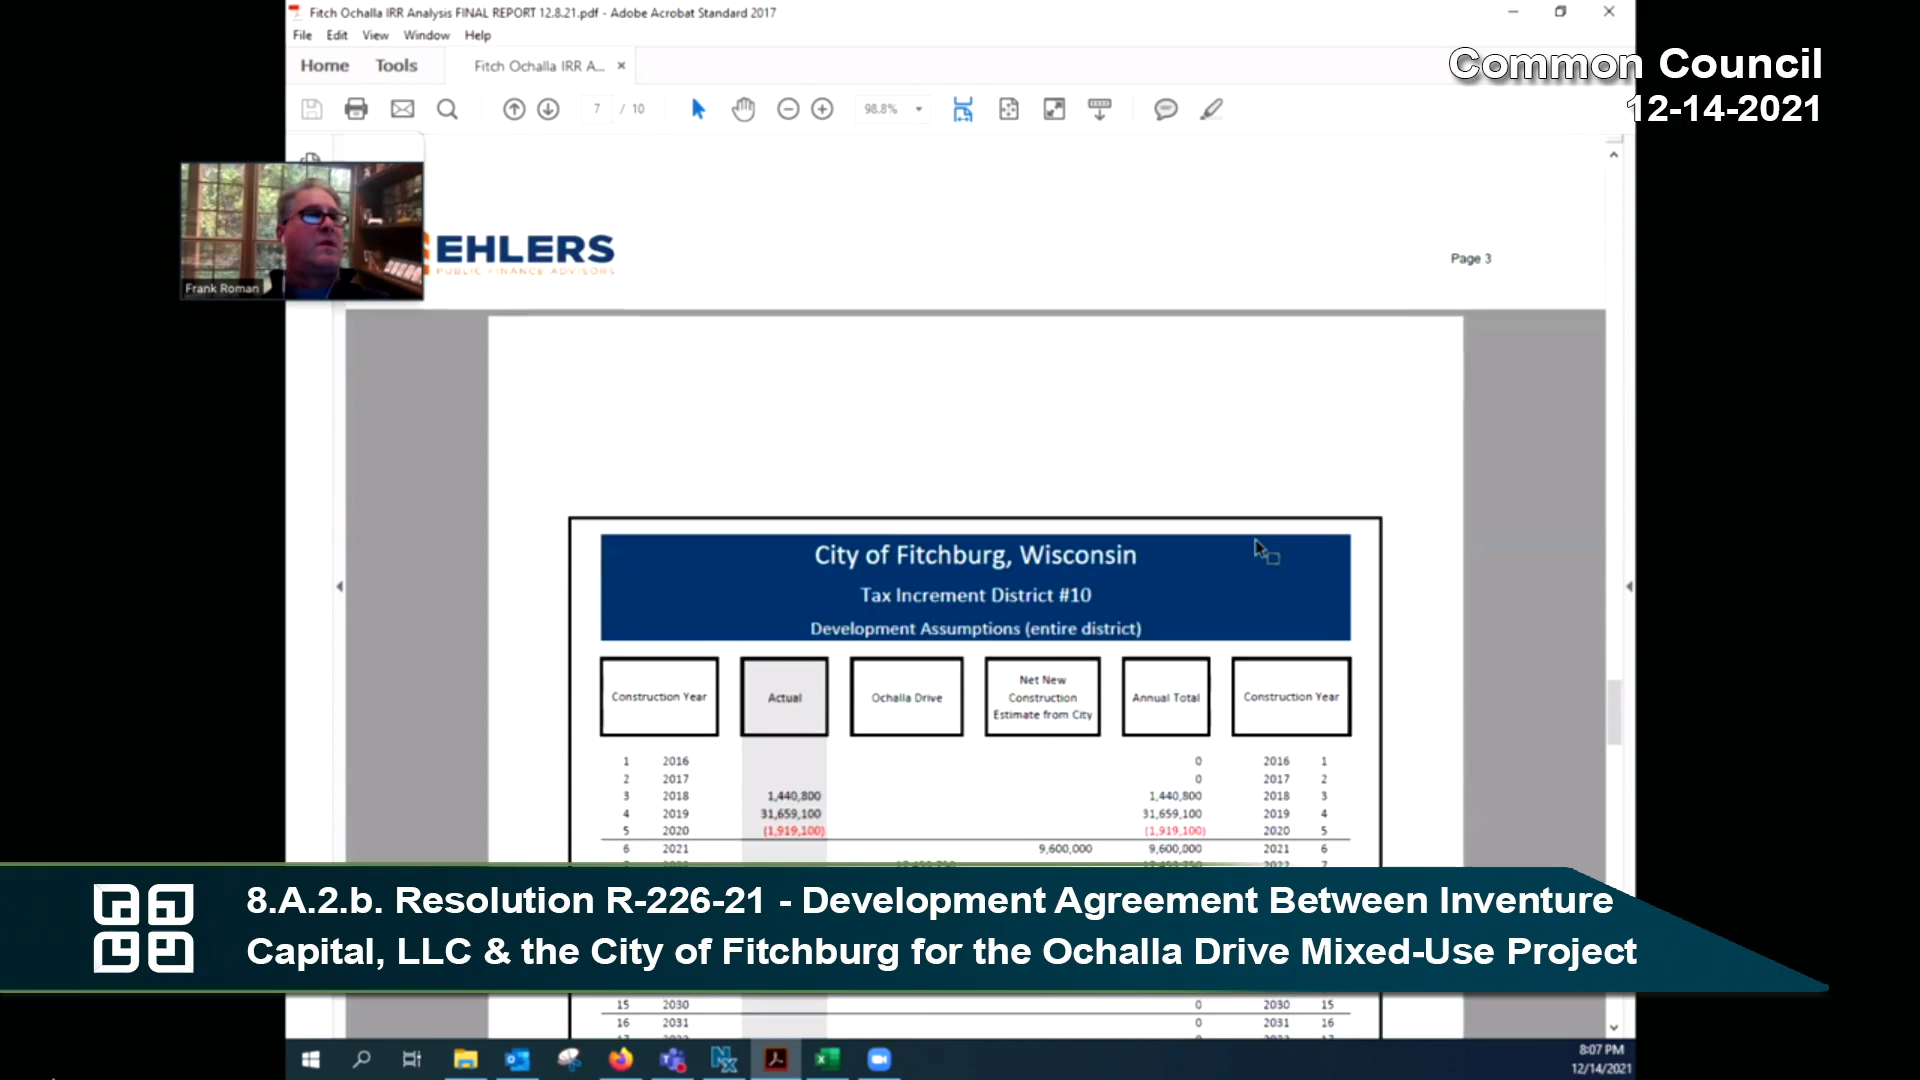 Fitch Ochalla IRR Analysis FINAL REPORT 12.8.21.pdf - Adobe Acrobat Standard 2017
File Edit View Window Help
Home Tools Fitch Ochalla IRR A... ×
7 / 10 98.8%
Common Council
12-14-2021
Frank Roman
EHLERS
PUBLIC FINANCE ADVISORS
Page 3
City of Fitchburg, Wisconsin
Tax Increment District #10
Development Assumptions (entire district)
Construction Year Actual Ochalla Drive Net New Construction Estimate from City Annual Total Construction Year
1 2016 0 2016 1
2 2017 0 2017 2
3 2018 1,440,800 1,440,800 2018 3
4 2019 31,659,100 31,659,100 2019 4
5 2020 (1,919,100) (1,919,100) 2020 5
6 2021 9,600,000 9,600,000 2021 6
8.A.2.b. Resolution R-226-21 - Development Agreement Between Inventure
Capital, LLC & the City of Fitchburg for the Ochalla Drive Mixed-Use Project
15 2030 0 2030 15
16 2031 0 2031 16
8:07 PM
12/14/2021